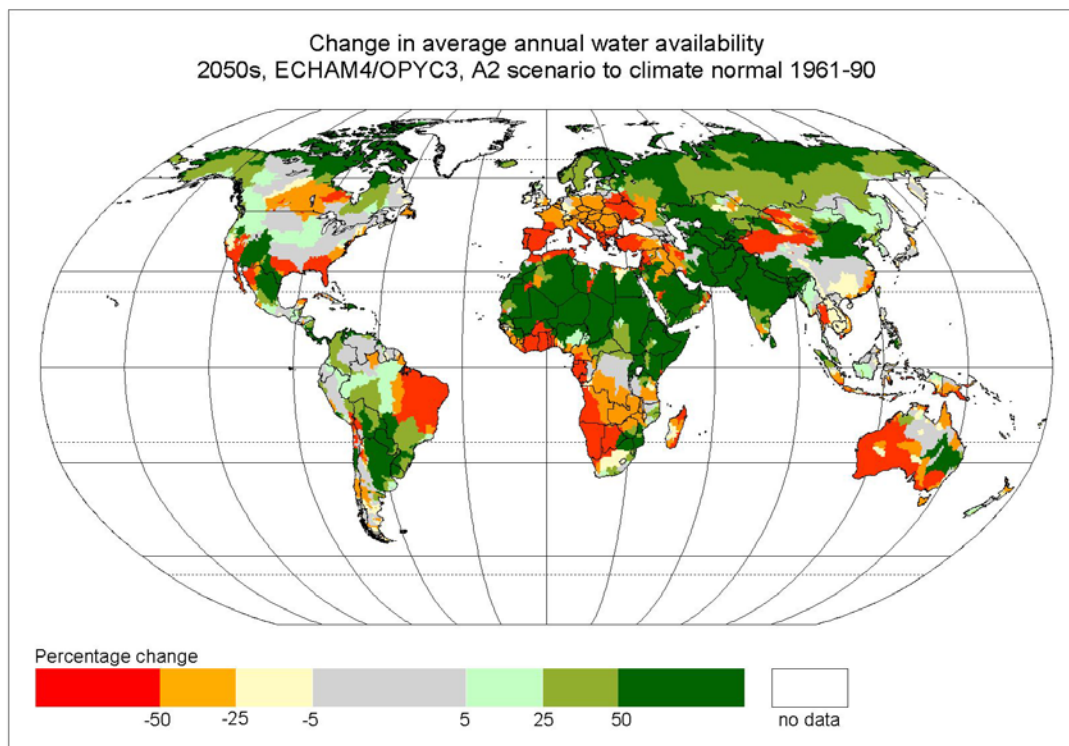 Change in average annual water availability
2050s, ECHAM4/OPYC3, A2 scenario to climate normal 1961-90
Percentage change
-50 -25 -5 5 25 50
no data